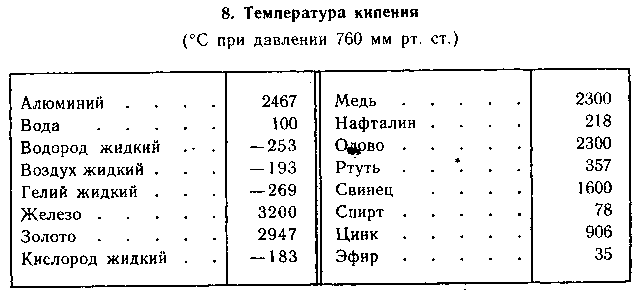 8. Температура кипения
(°С при давлении 760 мм рт. ст.)
Алюминий . . . . 2467
Вода . . . . . 100
Водород жидкий . . −253
Воздух жидкий . . . −193
Гелий жидкий . . . −269
Железо . . . . . 3200
Золото . . . . . 2947
Кислород жидкий . . −183
Медь . . . . . 2300
Нафталин . . . . 218
Олово . . . . . 2300
Ртуть . . . . . 357
Свинец . . . . 1600
Спирт . . . . . 78
Цинк . . . . . 906
Эфир . . . . . 35